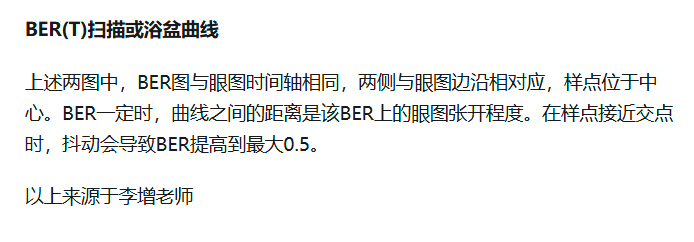 BER(T)扫描或浴盆曲线
上述两图中，BER图与眼图时间轴相同，两侧与眼图边沿相对应，样点位于中
心。BER一定时，曲线之间的距离是该BER上的眼图张开程度。在样点接近交点
时，抖动会导致BER提高到最大0.5。
以上来源于李增老师